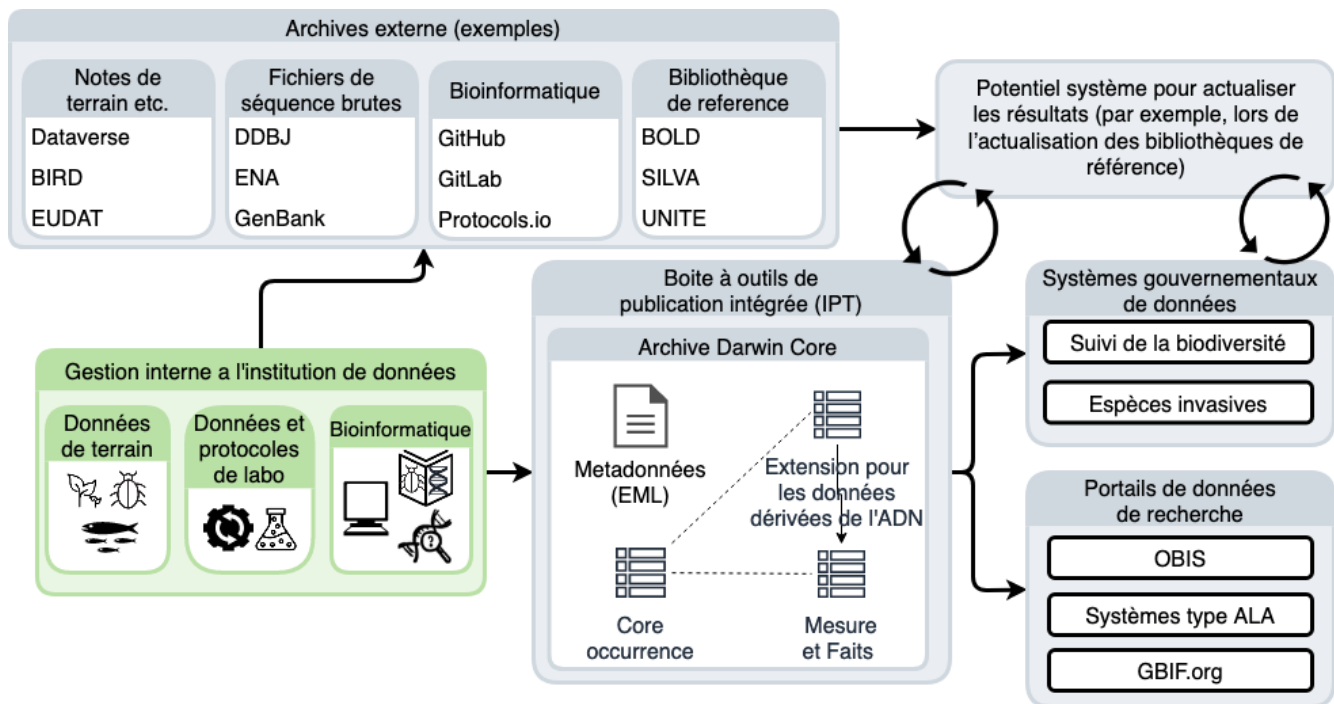 Archives externe (exemples)
Notes de
terrain etc.
Dataverse
BIRD
EUDAT
Fichiers de
séquence brutes
DDBJ
ENA
GenBank
Bioinformatique
GitHub
GitLab
Protocols.io
Bibliothèque
de reference
BOLD
SILVA
UNITE
Potentiel système pour actualiser
les résultats (par exemple, lors de
l'actualisation des bibliothèques de
référence)
Gestion interne a l'institution de données
Données
de terrain
Données et
protocoles
de labo
Bioinformatique
?
Boite à outils de
publication intégrée (IPT)
Archive Darwin Core
Metadonnées
(EML)
Extension pour
les données
dérivées de l'ADN
Core
occurrence
Mesure
et Faits
Systèmes gouvernementaux
de données
Suivi de la biodiversité
Espèces invasives
Portails de données
de recherche
OBIS
Systèmes type ALA
GBIF.org